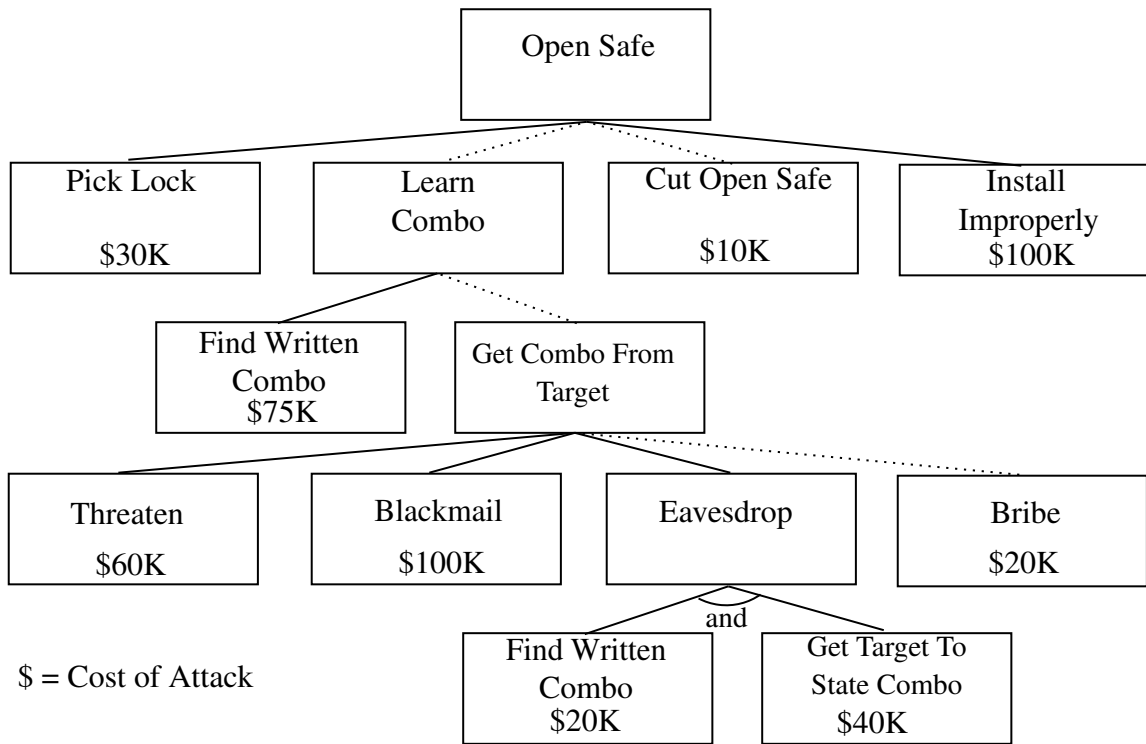 Open Safe
Pick Lock
$30K
Learn
Combo
Cut Open Safe
$10K
Install
Improperly
$100K
Find Written
Combo
$75K
Get Combo From
Target
Threaten
$60K
Blackmail
$100K
Eavesdrop
Bribe
$20K
and
Find Written
Combo
$20K
Get Target To
State Combo
$40K
$ = Cost of Attack